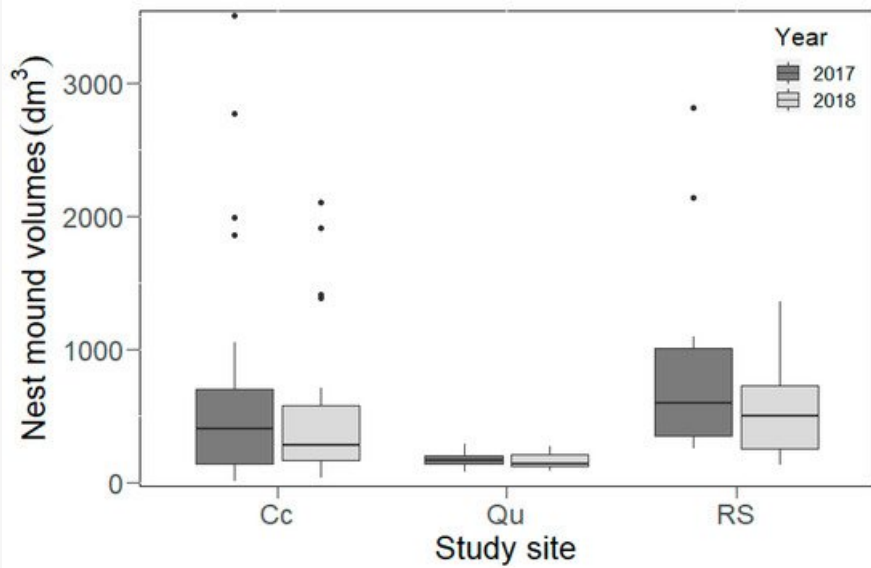 Nest mound volumes (dm³)
3000
2000
1000
0
Cc
Qu
RS
Study site
Year
2017
2018